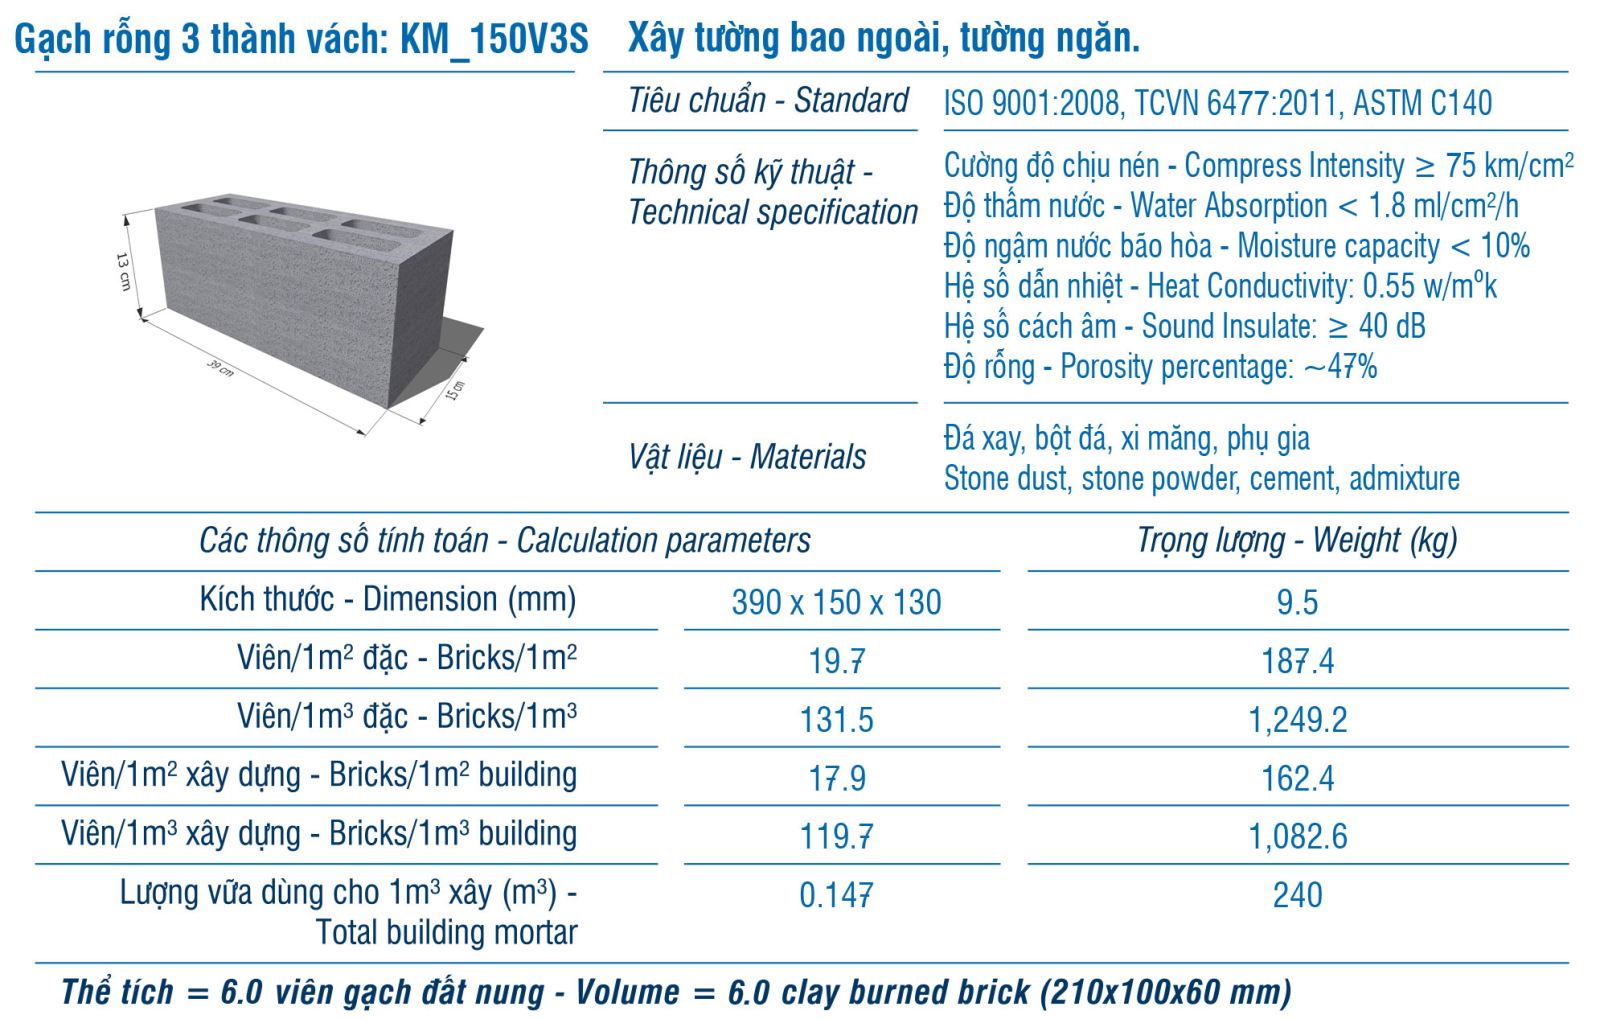 Gạch rỗng 3 thành vách: KM_150V3S
Xây tường bao ngoài, tường ngăn.
Tiêu chuẩn - Standard
ISO 9001:2008, TCVN 6477:2011, ASTM C140
Thông số kỹ thuật -
Technical specification
Cường độ chịu nén - Compress Intensity ≥ 75 km/cm²
Độ thấm nước - Water Absorption < 1.8 ml/cm²/h
Độ ngậm nước bão hòa - Moisture capacity < 10%
Hệ số dẫn nhiệt - Heat Conductivity: 0.55 w/m⁰k
Hệ số cách âm - Sound Insulate: ≥ 40 dB
Độ rỗng - Porosity percentage: ~47%
13 cm
39 cm
15 cm
Vật liệu - Materials
Đá xay, bột đá, xi măng, phụ gia
Stone dust, stone powder, cement, admixture
Các thông số tính toán - Calculation parameters
Trọng lượng - Weight (kg)
Kích thước - Dimension (mm) 390 x 150 x 130 9.5
Viên/1m² đặc - Bricks/1m² 19.7 187.4
Viên/1m³ đặc - Bricks/1m³ 131.5 1,249.2
Viên/1m² xây dựng - Bricks/1m² building 17.9 162.4
Viên/1m³ xây dựng - Bricks/1m³ building 119.7 1,082.6
Lượng vữa dùng cho 1m³ xây (m³) - 0.147 240
Total building mortar
Thể tích = 6.0 viên gạch đất nung - Volume = 6.0 clay burned brick (210x100x60 mm)